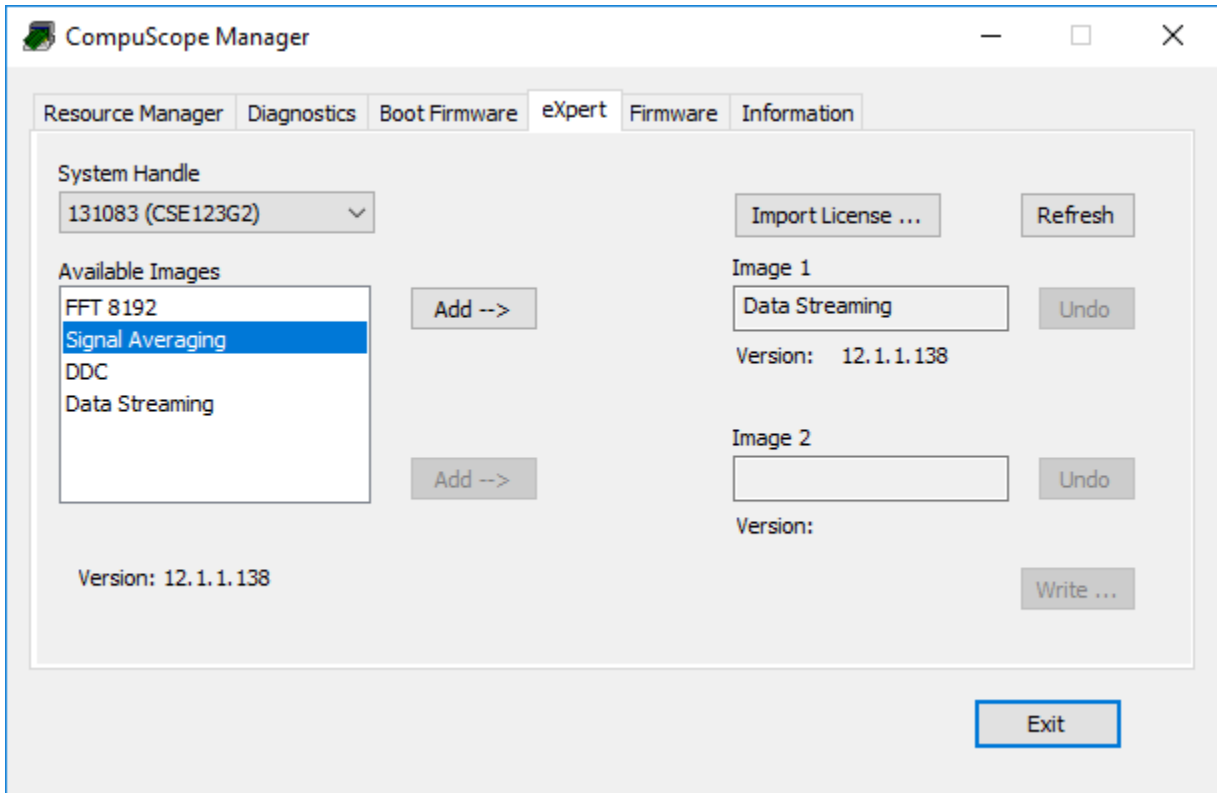 CompuScope Manager
Resource Manager Diagnostics Boot Firmware eXpert Firmware Information
System Handle
131083 (CSE123G2)
Import License ...
Refresh
Available Images
FFT 8192
Signal Averaging
DDC
Data Streaming
Add -->
Add -->
Version: 12.1.1.138
Image 1
Data Streaming
Undo
Version: 12.1.1.138
Image 2
Undo
Version:
Write ...
Exit